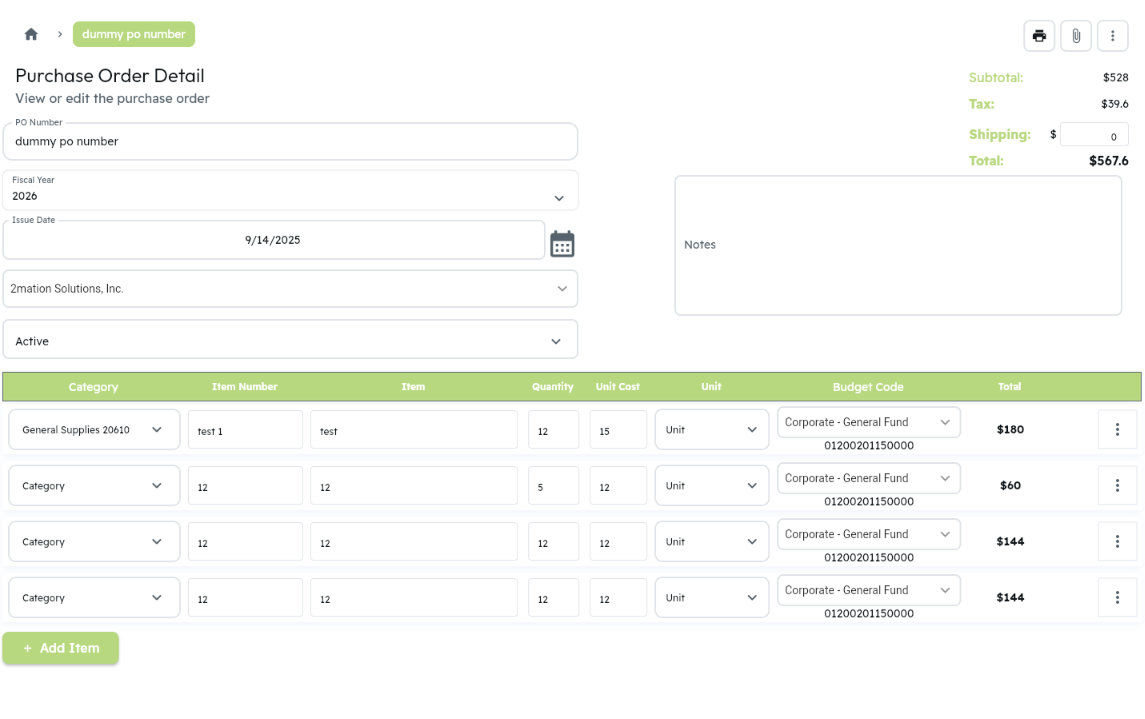 dummy po number
Purchase Order Detail
View or edit the purchase order
PO Number
dummy po number
Fiscal Year
2026
Issue Date
9/14/2025
2mation Solutions, Inc.
Active
Subtotal: $528
Tax: $39.6
Shipping: $ 0
Total: $567.6
Notes
Category Item Number Item Quantity Unit Cost Unit Budget Code Total
General Supplies 20610 test 1 test 12 15 Unit Corporate - General Fund $180
01200201150000
Category 12 12 5 12 Unit Corporate - General Fund $60
01200201150000
Category 12 12 12 12 Unit Corporate - General Fund $144
01200201150000
Category 12 12 12 12 Unit Corporate - General Fund $144
01200201150000
+ Add Item